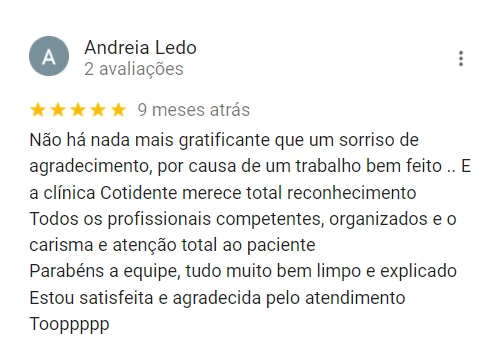 A
Andreia Ledo
2 avaliações
9 meses atrás
Não há nada mais gratificante que um sorriso de
agradecimento, por causa de um trabalho bem feito .. E
a clínica Cotidente merece total reconhecimento
Todos os profissionais competentes, organizados e o
carisma e atenção total ao paciente
Parabéns a equipe, tudo muito bem limpo e explicado
Estou satisfeita e agradecida pelo atendimento
Tooppppp